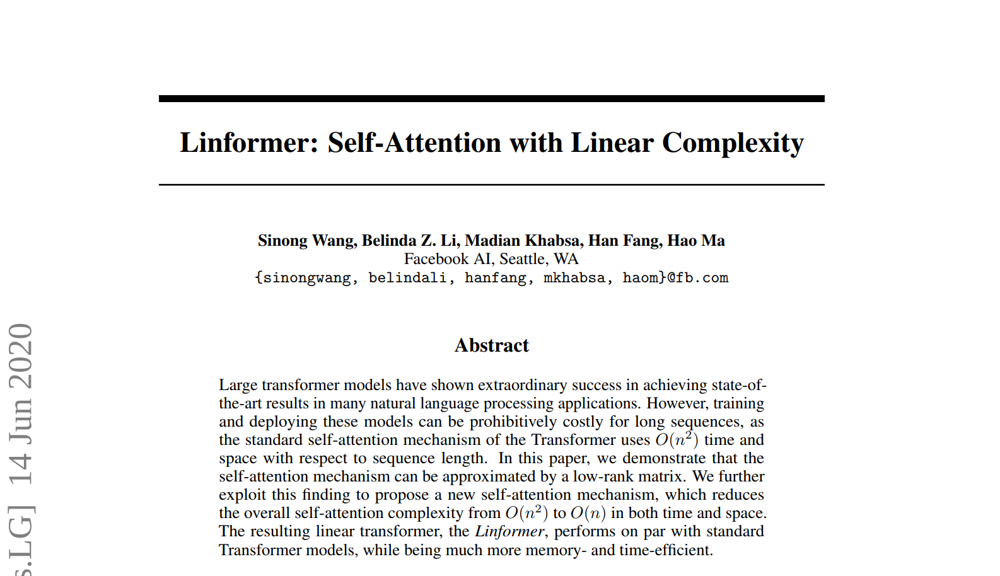 Linformer: Self-Attention with Linear Complexity
Sinong Wang, Belinda Z. Li, Madian Khabsa, Han Fang, Hao Ma
Facebook AI, Seattle, WA
{sinongwang, belindali, hanfang, mkhabsa, haom}@fb.com
Abstract
Large transformer models have shown extraordinary success in achieving state-of-
the-art results in many natural language processing applications. However, training
and deploying these models can be prohibitively costly for long sequences, as
the standard self-attention mechanism of the Transformer uses O(n²) time and
space with respect to sequence length. In this paper, we demonstrate that the
self-attention mechanism can be approximated by a low-rank matrix. We further
exploit this finding to propose a new self-attention mechanism, which reduces
the overall self-attention complexity from O(n²) to O(n) in both time and space.
The resulting linear transformer, the Linformer, performs on par with standard
Transformer models, while being much more memory- and time-efficient.
s.LG] 14 Jun 2020